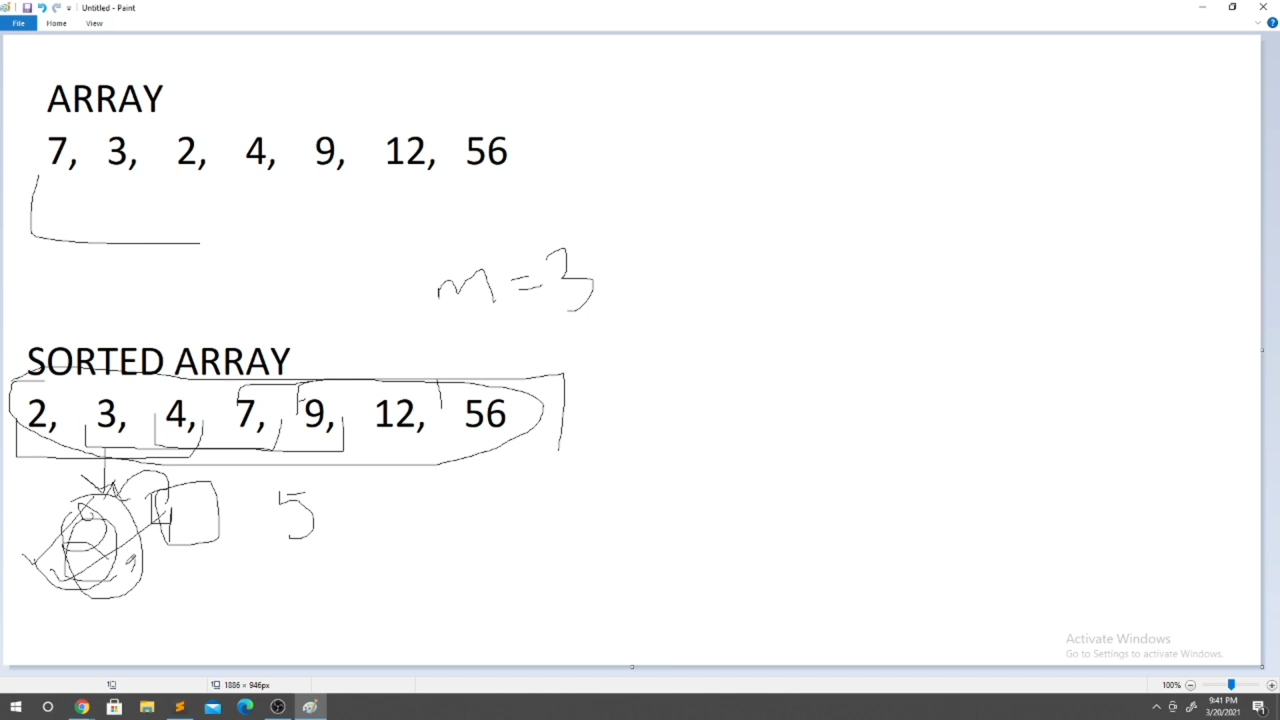 Untitled - Paint
File Home View
ARRAY
7, 3, 2, 4, 9, 12, 56
m = 3
SORTED ARRAY
2, 3, 4, 7, 9, 12, 56
5
Activate Windows
Go to Settings to activate Windows.
1886 × 946px
100%
9:41 PM
3/20/2021